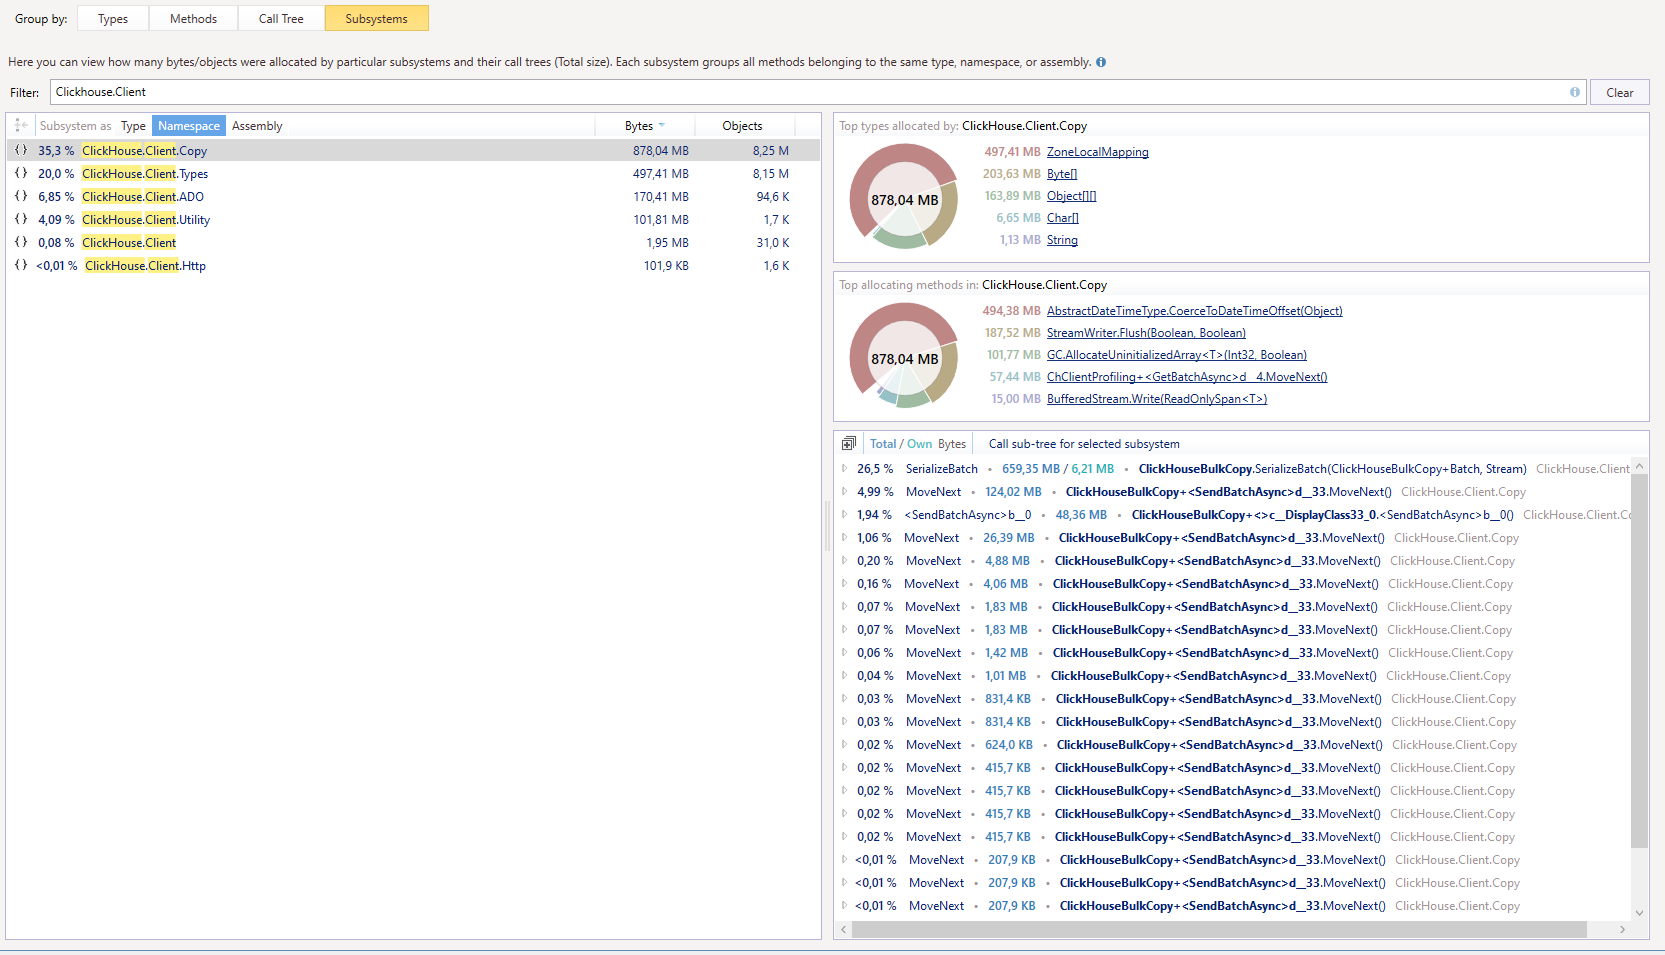 Group by: Types Methods Call Tree Subsystems
Here you can view how many bytes/objects were allocated by particular subsystems and their call trees (Total size). Each subsystem groups all methods belonging to the same type, namespace, or assembly.
Filter: Clickhouse.Client Clear
Subsystem as Type Namespace Assembly Bytes Objects
35,3 % ClickHouse.Client.Copy 878,04 MB 8,25 M
20,0 % ClickHouse.Client.Types 497,41 MB 8,15 M
6,85 % ClickHouse.Client.ADO 170,41 MB 94,6 K
4,09 % ClickHouse.Client.Utility 101,81 MB 1,7 K
0,08 % ClickHouse.Client 1,95 MB 31,0 K
<0,01 % ClickHouse.Client.Http 101,9 KB 1,6 K
Top types allocated by: ClickHouse.Client.Copy
878,04 MB
497,41 MB ZoneLocalMapping
203,63 MB Byte[]
163,89 MB Object[][]
6,65 MB Char[]
1,13 MB String
Top allocating methods in: ClickHouse.Client.Copy
878,04 MB
494,38 MB AbstractDateTimeType.CoerceToDateTimeOffset(Object)
187,52 MB StreamWriter.Flush(Boolean, Boolean)
101,77 MB GC.AllocateUninitializedArray<T>(Int32, Boolean)
57,44 MB ChClientProfiling+<GetBatchAsync>d__4.MoveNext()
15,00 MB BufferedStream.Write(ReadOnlySpan<T>)
Total / Own Bytes Call sub-tree for selected subsystem
26,5 % SerializeBatch • 659,35 MB / 6,21 MB • ClickHouseBulkCopy.SerializeBatch(ClickHouseBulkCopy+Batch, Stream) ClickHouse.Client
4,99 % MoveNext • 124,02 MB • ClickHouseBulkCopy+<SendBatchAsync>d__33.MoveNext() ClickHouse.Client.Copy
1,94 % <SendBatchAsync>b__0 • 48,36 MB • ClickHouseBulkCopy+<>c__DisplayClass33_0.<SendBatchAsync>b__0() ClickHouse.Client.Co
1,06 % MoveNext • 26,39 MB • ClickHouseBulkCopy+<SendBatchAsync>d__33.MoveNext() ClickHouse.Client.Copy
0,20 % MoveNext • 4,88 MB • ClickHouseBulkCopy+<SendBatchAsync>d__33.MoveNext() ClickHouse.Client.Copy
0,16 % MoveNext • 4,06 MB • ClickHouseBulkCopy+<SendBatchAsync>d__33.MoveNext() ClickHouse.Client.Copy
0,07 % MoveNext • 1,83 MB • ClickHouseBulkCopy+<SendBatchAsync>d__33.MoveNext() ClickHouse.Client.Copy
0,07 % MoveNext • 1,83 MB • ClickHouseBulkCopy+<SendBatchAsync>d__33.MoveNext() ClickHouse.Client.Copy
0,06 % MoveNext • 1,42 MB • ClickHouseBulkCopy+<SendBatchAsync>d__33.MoveNext() ClickHouse.Client.Copy
0,04 % MoveNext • 1,01 MB • ClickHouseBulkCopy+<SendBatchAsync>d__33.MoveNext() ClickHouse.Client.Copy
0,03 % MoveNext • 831,4 KB • ClickHouseBulkCopy+<SendBatchAsync>d__33.MoveNext() ClickHouse.Client.Copy
0,03 % MoveNext • 831,4 KB • ClickHouseBulkCopy+<SendBatchAsync>d__33.MoveNext() ClickHouse.Client.Copy
0,02 % MoveNext • 624,0 KB • ClickHouseBulkCopy+<SendBatchAsync>d__33.MoveNext() ClickHouse.Client.Copy
0,02 % MoveNext • 415,7 KB • ClickHouseBulkCopy+<SendBatchAsync>d__33.MoveNext() ClickHouse.Client.Copy
0,02 % MoveNext • 415,7 KB • ClickHouseBulkCopy+<SendBatchAsync>d__33.MoveNext() ClickHouse.Client.Copy
0,02 % MoveNext • 415,7 KB • ClickHouseBulkCopy+<SendBatchAsync>d__33.MoveNext() ClickHouse.Client.Copy
0,02 % MoveNext • 415,7 KB • ClickHouseBulkCopy+<SendBatchAsync>d__33.MoveNext() ClickHouse.Client.Copy
<0,01 % MoveNext • 207,9 KB • ClickHouseBulkCopy+<SendBatchAsync>d__33.MoveNext() ClickHouse.Client.Copy
<0,01 % MoveNext • 207,9 KB • ClickHouseBulkCopy+<SendBatchAsync>d__33.MoveNext() ClickHouse.Client.Copy
<0,01 % MoveNext • 207,9 KB • ClickHouseBulkCopy+<SendBatchAsync>d__33.MoveNext() ClickHouse.Client.Copy